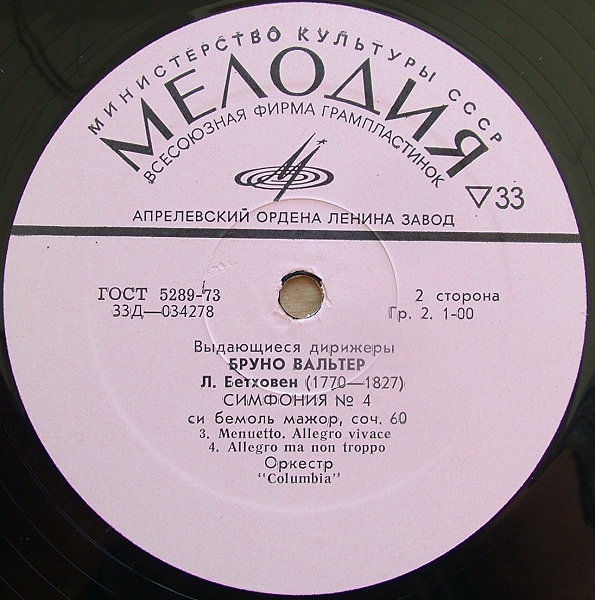 МИНИСТЕРСТВО КУЛЬТУРЫ СССР
МЕЛОДИЯ
ВСЕСОЮЗНАЯ ФИРМА ГРАМПЛАСТИНОК
33
АПРЕЛЕВСКИЙ ОРДЕНА ЛЕНИНА ЗАВОД
ГОСТ 5289-73
33Д—034278
2 сторона
Гр. 2. 1-00
Выдающиеся дирижеры
БРУНО ВАЛЬТЕР
Л. Бетховен (1770—1827)
СИМФОНИЯ № 4
си бемоль мажор, соч. 60
3. Menuetto. Allegro vivace
4. Allegro ma non troppo
Оркестр
"Columbia"